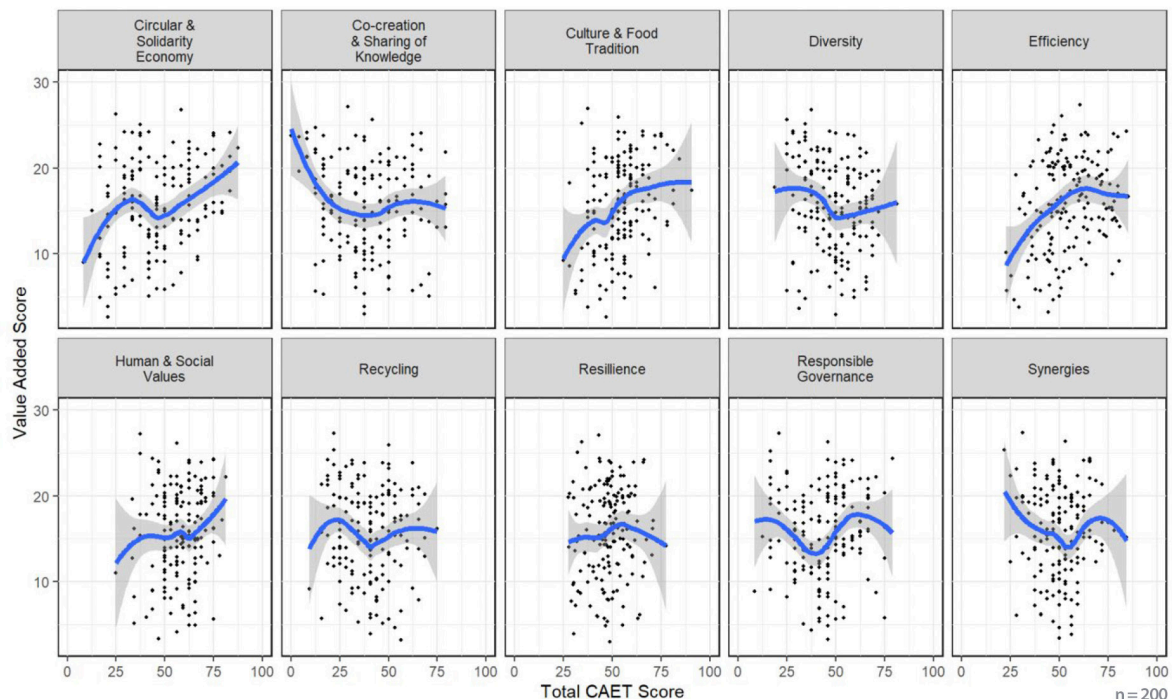 Circular &
Solidarity
Economy
Co-creation
& Sharing of
Knowledge
Culture & Food
Tradition
Diversity
Efficiency
30
20
10
Human & Social
Values
Recycling
Resillience
Responsible
Governance
Synergies
30
20
10
Value Added Score
0 25 50 75 100 0 25 50 75 100 0 25 50 75 100 0 25 50 75 100 0 25 50 75 100
Total CAET Score
n=200